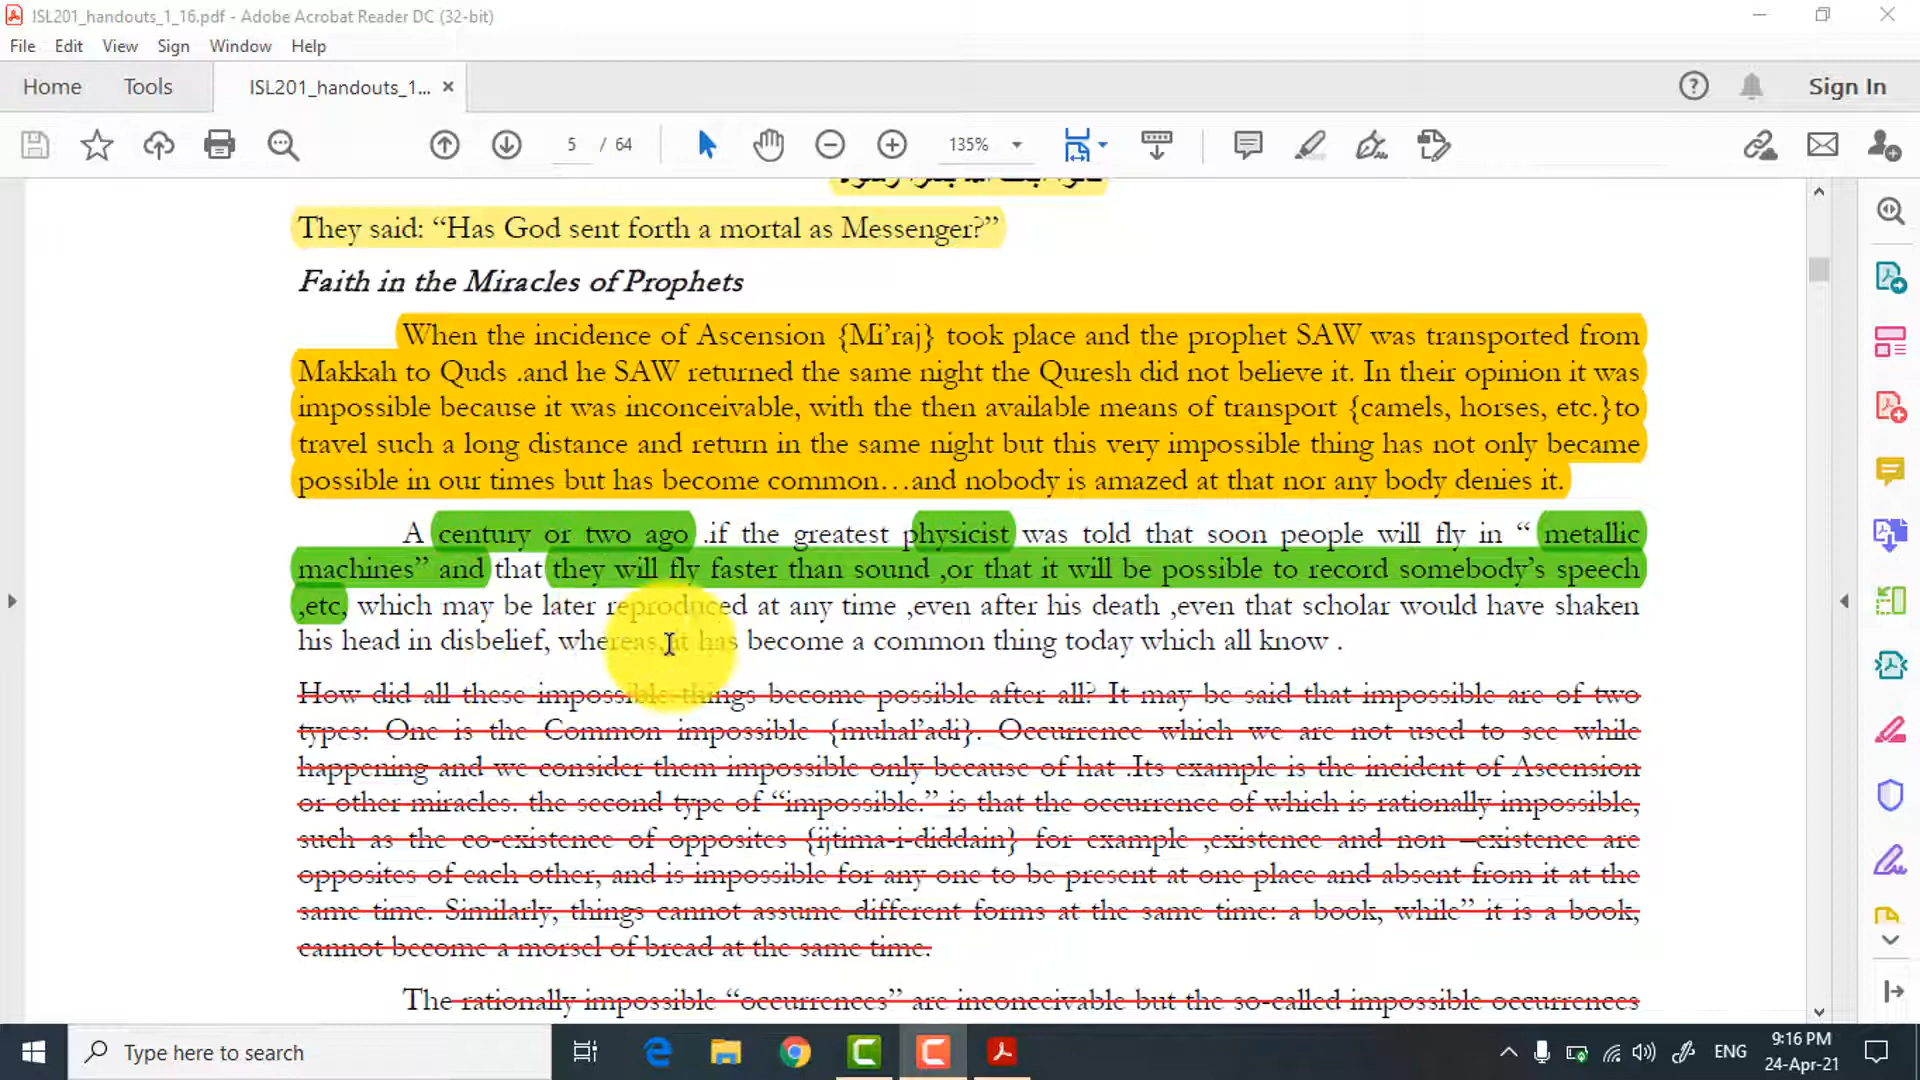 ISL201_handouts_1_16.pdf - Adobe Acrobat Reader DC (32-bit)
File Edit View Sign Window Help
Home Tools ISL201_handouts_1... × Sign In
5 / 64 135%
They said: “Has God sent forth a mortal as Messenger?”
Faith in the Miracles of Prophets
When the incidence of Ascension {Mi’raj} took place and the prophet SAW was transported from
Makkah to Quds .and he SAW returned the same night the Quresh did not believe it. In their opinion it was
impossible because it was inconceivable, with the then available means of transport {camels, horses, etc.}to
travel such a long distance and return in the same night but this very impossible thing has not only became
possible in our times but has become common…and nobody is amazed at that nor any body denies it.
A century or two ago .if the greatest physicist was told that soon people will fly in “ metallic
machines” and that they will fly faster than sound ,or that it will be possible to record somebody’s speech
,etc, which may be later reproduced at any time ,even after his death ,even that scholar would have shaken
his head in disbelief, whereas, it has become a common thing today which all know .
How did all these impossible things become possible after all? It may be said that impossible are of two
types: One is the Common impossible {muhal’adi}. Occurrence which we are not used to see while
happening and we consider them impossible only because of hat .Its example is the incident of Ascension
or other miracles. the second type of “impossible.” is that the occurrence of which is rationally impossible,
such as the co-existence of opposites {ijtima-i-diddain} for example ,existence and non –existence are
opposites of each other, and is impossible for any one to be present at one place and absent from it at the
same time. Similarly, things cannot assume different forms at the same time: a book, while” it is a book,
cannot become a morsel of bread at the same time.
The rationally impossible “occurrences” are inconceivable but the so-called impossible occurrences
Type here to search
ENG
9:16 PM
24-Apr-21